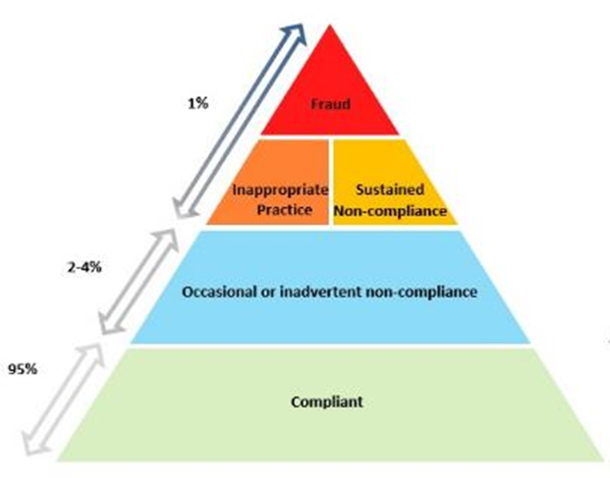 1%
Fraud
Inappropriate
Practice
Sustained
Non-compliance
2-4%
Occasional or inadvertent non-compliance
95%
Compliant